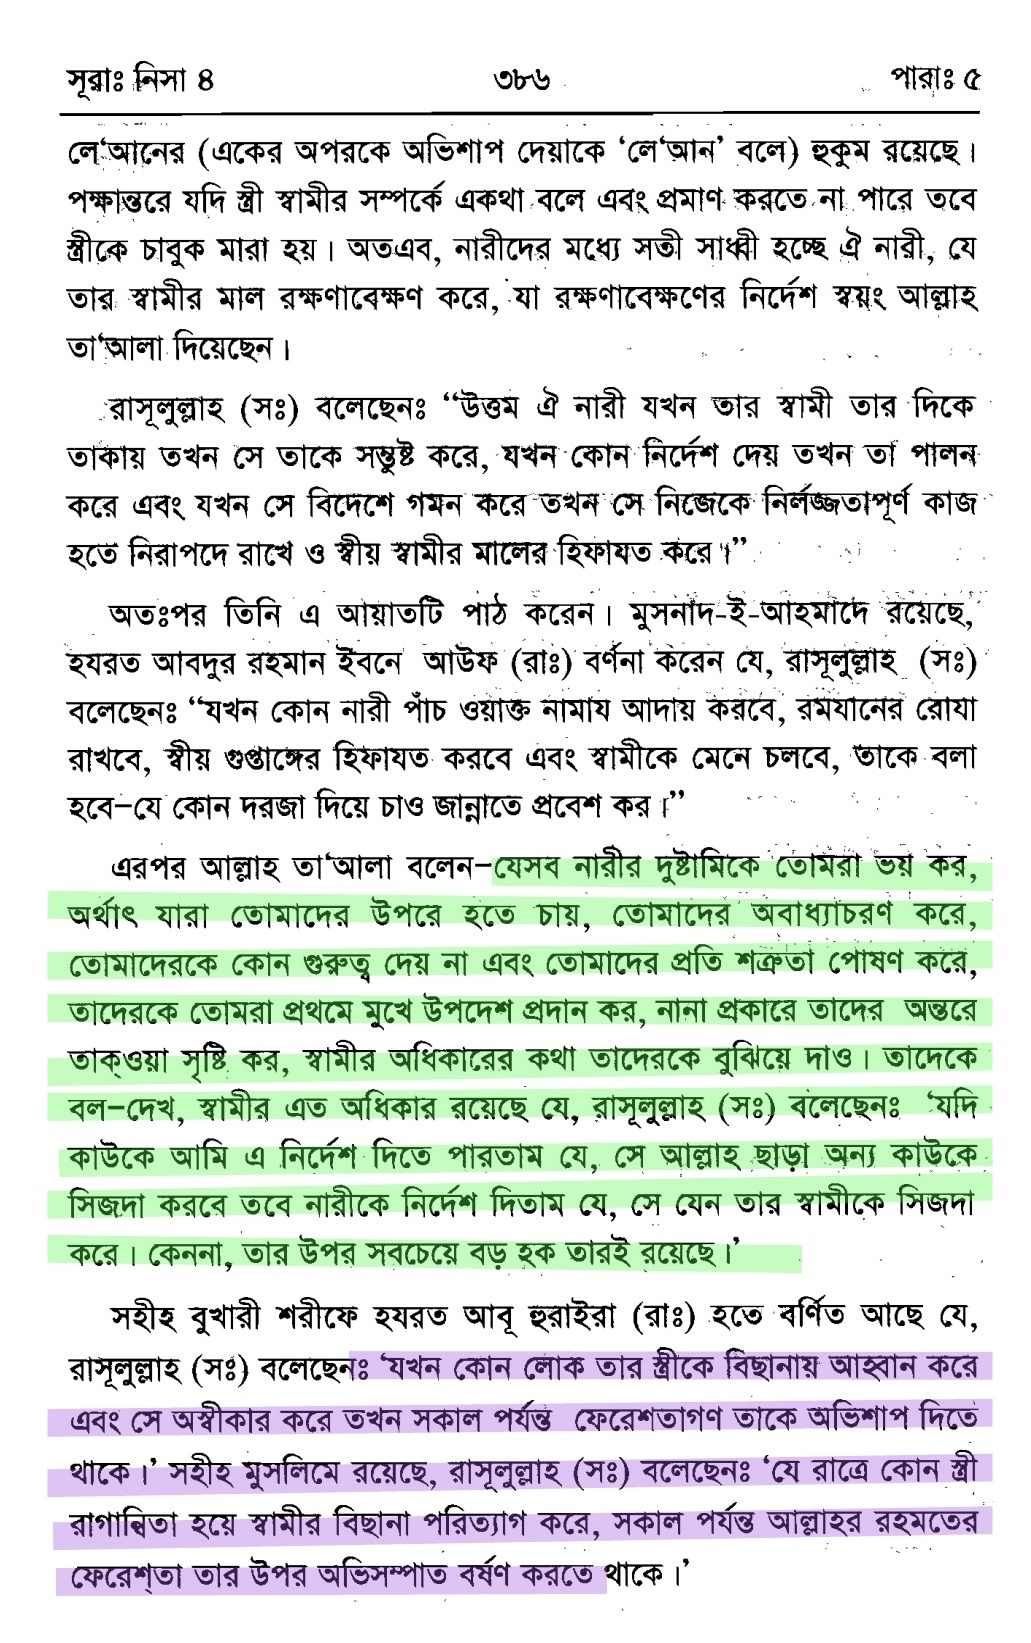 সূরাঃ নিসা ৪ ৩৮৬ পারাঃ ৫
লে‘আনের (একের অপরকে অভিশাপ দেয়াকে ‘লে‘আন’ বলে) হুকুম রয়েছে।
পক্ষান্তরে যদি স্ত্রী স্বামীর সম্পর্কে একথা বলে এবং প্রমাণ করতে না পারে তবে
স্ত্রীকে চাবুক মারা হয়। অতএব, নারীদের মধ্যে সতী সাধ্বী হচ্ছে ঐ নারী, যে
তার স্বামীর মাল রক্ষণাবেক্ষণ করে, যা রক্ষণাবেক্ষণের নির্দেশ স্বয়ং আল্লাহ
তা‘আলা দিয়েছেন।
রাসূলুল্লাহ (সঃ) বলেছেনঃ “উত্তম ঐ নারী যখন তার স্বামী তার দিকে
তাকায় তখন সে তাকে সন্তুষ্ট করে, যখন কোন নির্দেশ দেয় তখন তা পালন
করে এবং যখন সে বিদেশে গমন করে তখন সে নিজেকে নির্লজ্জতাপূর্ণ কাজ
হতে নিরাপদে রাখে ও স্বীয় স্বামীর মালের হিফাযত করে।”
অতঃপর তিনি এ আয়াতটি পাঠ করেন। মুসনাদ-ই-আহমাদে রয়েছে,
হযরত আবদুর রহমান ইবনে আউফ (রাঃ) বর্ণনা করেন যে, রাসূলুল্লাহ (সঃ)
বলেছেনঃ “যখন কোন নারী পাঁচ ওয়াক্ত নামায আদায় করবে, রমযানের রোযা
রাখবে, স্বীয় গুপ্তাঙ্গের হিফাযত করবে এবং স্বামীকে মেনে চলবে, তাকে বলা
হবে–যে কোন দরজা দিয়ে চাও জান্নাতে প্রবেশ কর।”
এরপর আল্লাহ তা‘আলা বলেন–যেসব নারীর দুষ্টামিকে তোমরা ভয় কর,
অর্থাৎ যারা তোমাদের উপরে হতে চায়, তোমাদের অবাধ্যাচরণ করে,
তোমাদেরকে কোন গুরুত্ব দেয় না এবং তোমাদের প্রতি শত্রুতা পোষণ করে,
তাদেরকে তোমরা প্রথমে মুখে উপদেশ প্রদান কর, নানা প্রকারে তাদের অন্তরে
তাক্ওয়া সৃষ্টি কর, স্বামীর অধিকারের কথা তাদেরকে বুঝিয়ে দাও। তাদেকে
বল–দেখ, স্বামীর এত অধিকার রয়েছে যে, রাসূলুল্লাহ (সঃ) বলেছেনঃ ‘যদি
কাউকে আমি এ নির্দেশ দিতে পারতাম যে, সে আল্লাহ ছাড়া অন্য কাউকে
সিজদা করবে তবে নারীকে নির্দেশ দিতাম যে, সে যেন তার স্বামীকে সিজদা
করে। কেননা, তার উপর সবচেয়ে বড় হক তারই রয়েছে।’
সহীহ বুখারী শরীফে হযরত আবূ হুরাইরা (রাঃ) হতে বর্ণিত আছে যে,
রাসূলুল্লাহ (সঃ) বলেছেনঃ ‘যখন কোন লোক তার স্ত্রীকে বিছানায় আহ্বান করে
এবং সে অস্বীকার করে তখন সকাল পর্যন্ত ফেরেশতাগণ তাকে অভিশাপ দিতে
থাকে।’ সহীহ মুসলিমে রয়েছে, রাসূলুল্লাহ (সঃ) বলেছেনঃ ‘যে রাত্রে কোন স্ত্রী
রাগান্বিতা হয়ে স্বামীর বিছানা পরিত্যাগ করে, সকাল পর্যন্ত আল্লাহর রহমতের
ফেরেশ্তা তার উপর অভিসম্পাত বর্ষণ করতে থাকে।’